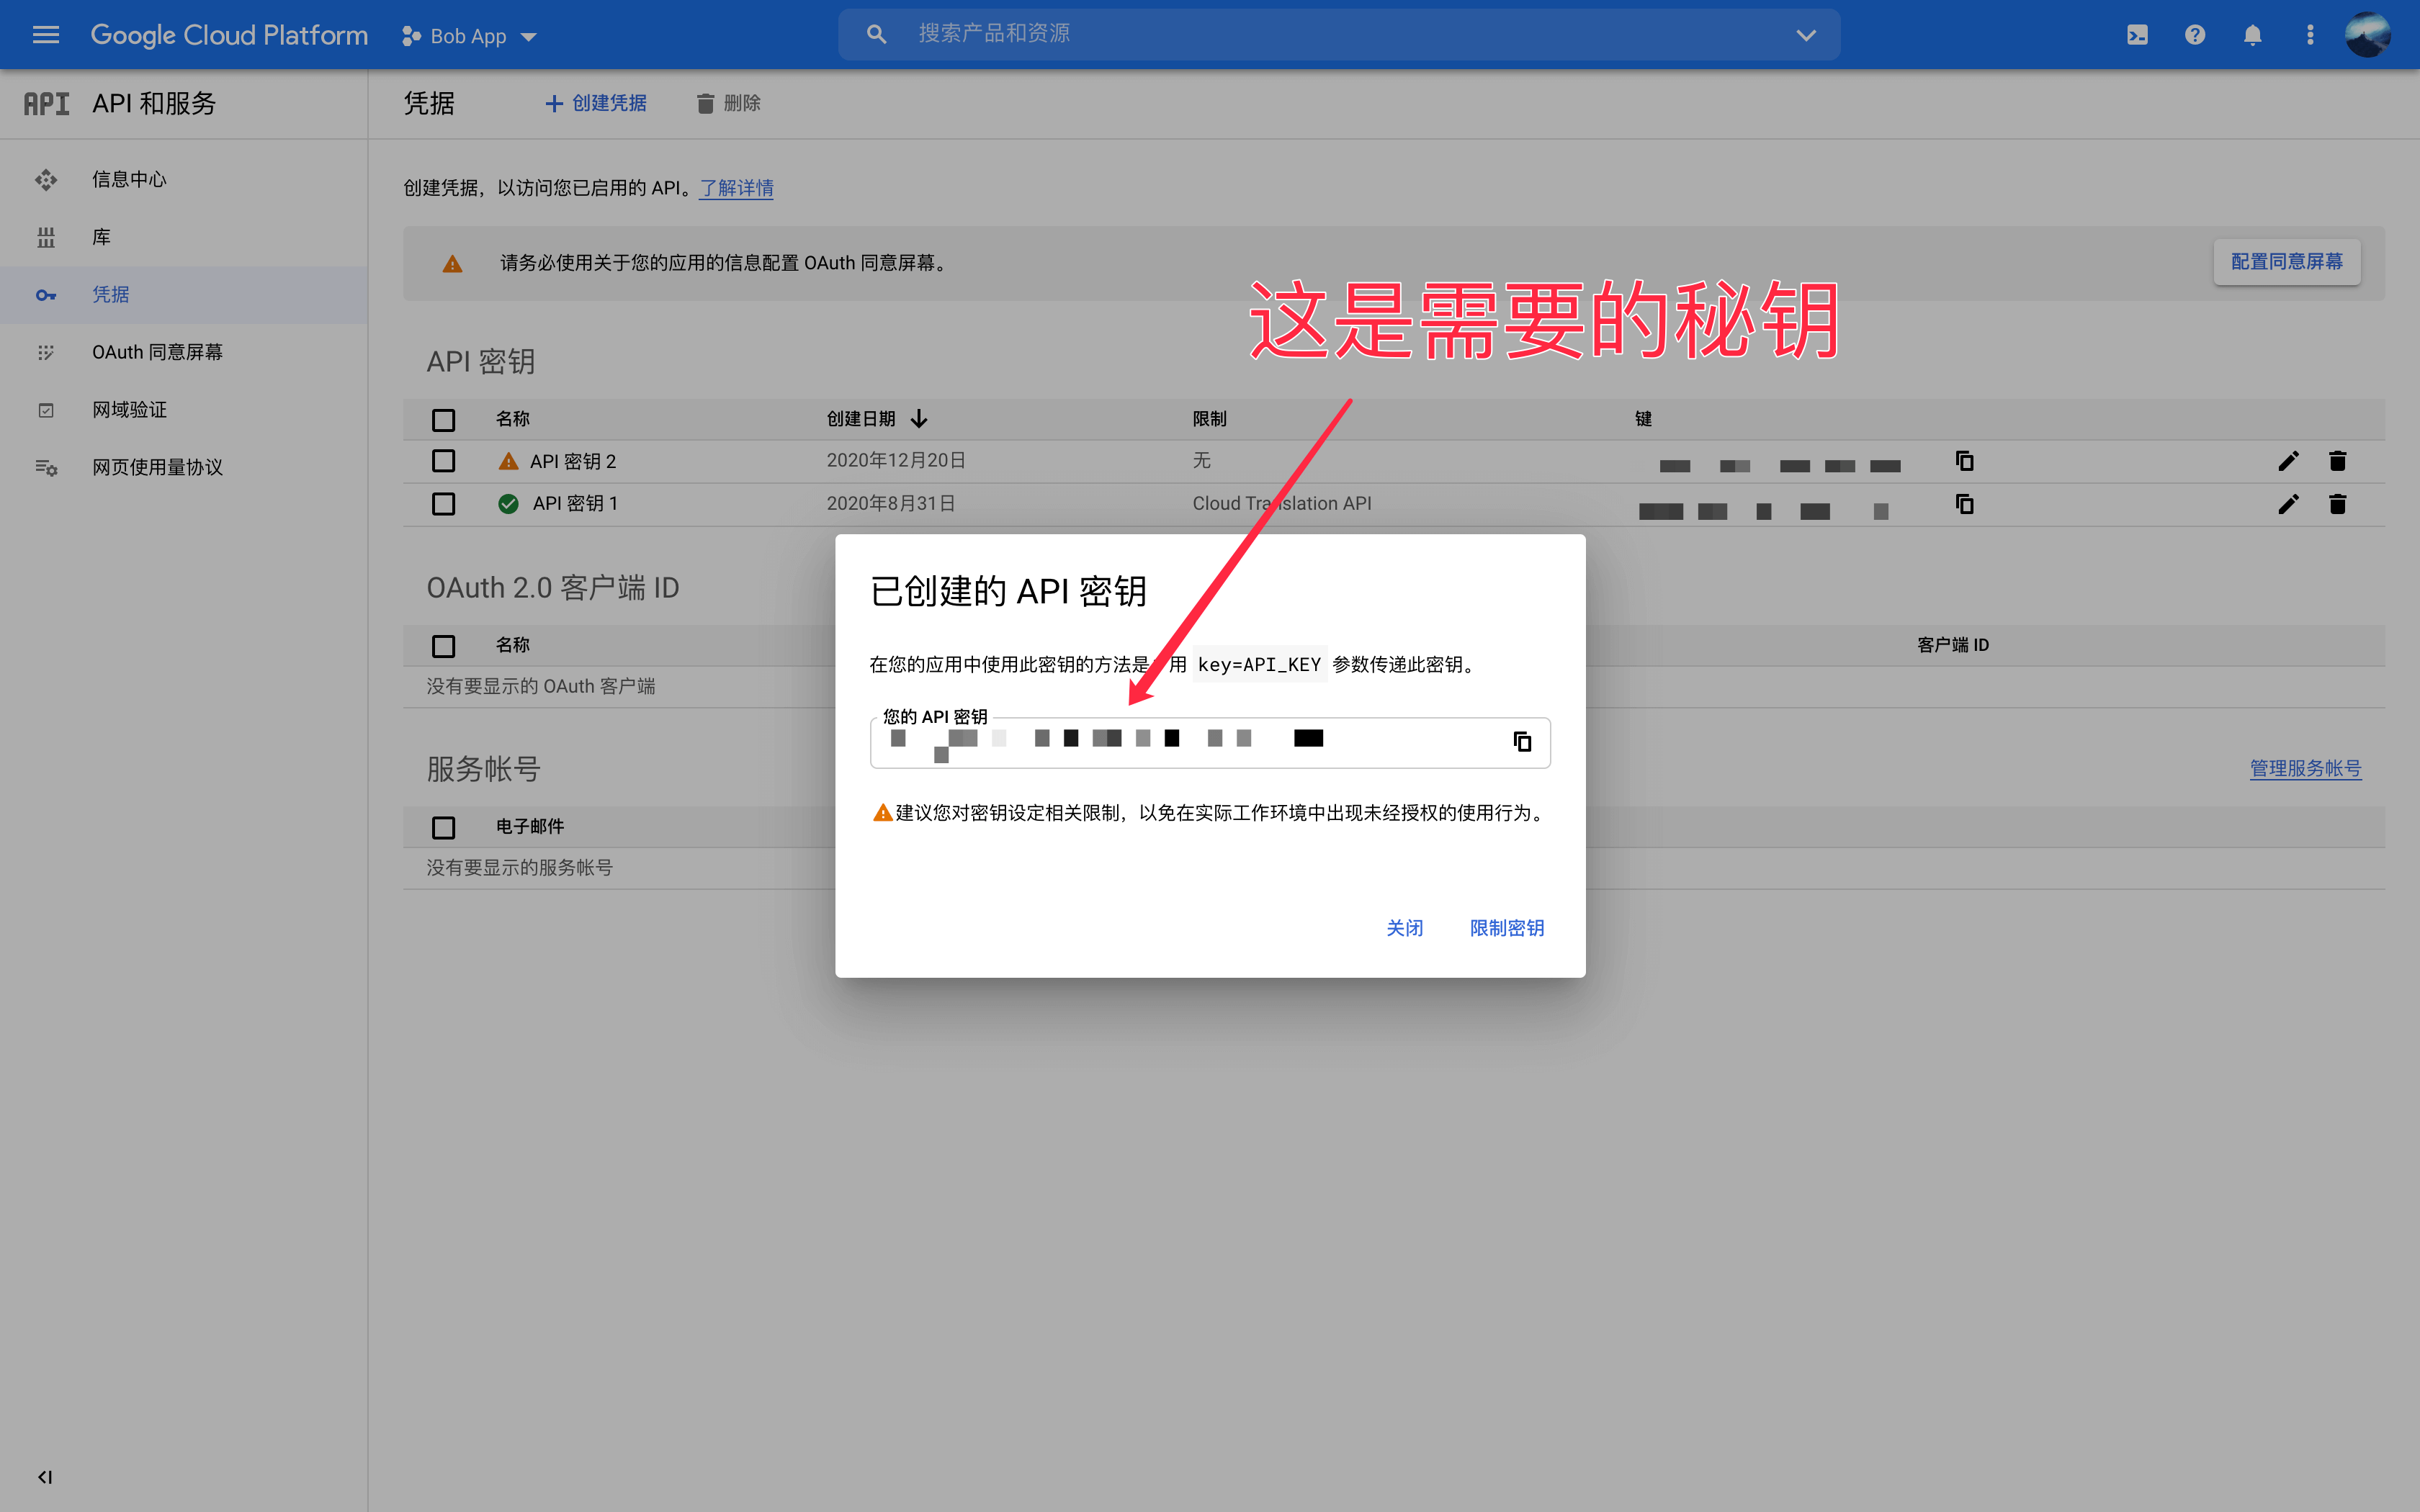 Google Cloud Platform
Bob App
搜索产品和资源
API API 和服务
凭据
创建凭据
删除
信息中心
库
凭据
OAuth 同意屏幕
网域验证
网页使用量协议
创建凭据，以访问您已启用的 API。了解详情
请务必使用关于您的应用的信息配置 OAuth 同意屏幕。
配置同意屏幕
这是需要的秘钥
API 密钥
名称 创建日期 限制 键
API 密钥 2 2020年12月20日 无
API 密钥 1 2020年8月31日 Cloud Translation API
OAuth 2.0 客户端 ID
名称 客户端 ID
没有要显示的 OAuth 客户端
服务帐号
管理服务帐号
电子邮件
没有要显示的服务帐号
已创建的 API 密钥
在您的应用中使用此密钥的方法是 用 key=API_KEY 参数传递此密钥。
您的 API 密钥
建议您对密钥设定相关限制，以免在实际工作环境中出现未经授权的使用行为。
关闭
限制密钥